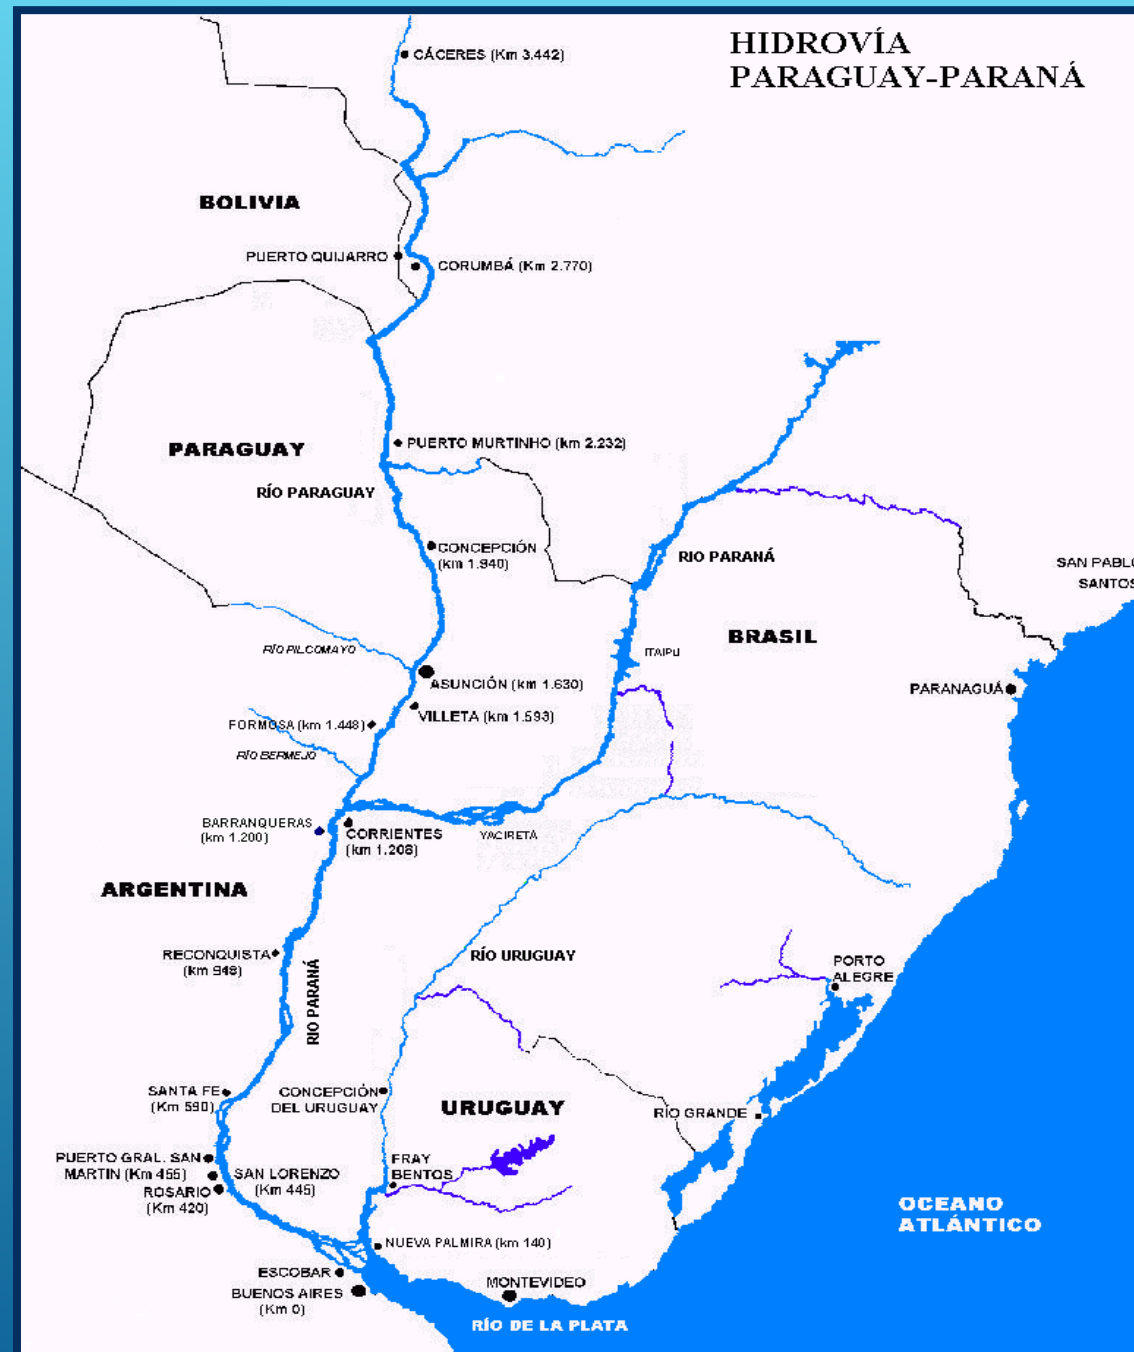 HIDROVÍA
PARAGUAY-PARANÁ
CÁCERES (Km 3.442)
BOLIVIA
PUERTO QUIJARRO
CORUMBÁ (Km 2.770)
PARAGUAY
PUERTO MURTINHO (km 2.232)
RÍO PARAGUAY
CONCEPCIÓN
(km 1.940)
RIO PARANÁ
SAN PABLO
SANTOS
BRASIL
RÍO PILCOMAYO
ITAIPU
ASUNCIÓN (km 1.630)
PARANAGUÁ
VILLETA (km 1.593)
FORMOSA (km 1.448)
RÍO BERMEJO
BARRANQUERAS
(km 1.200)
CORRIENTES
(km 1.208)
YACIRETÁ
ARGENTINA
RECONQUISTA
(km 948)
RIO PARANÁ
RÍO URUGUAY
PORTO
ALEGRE
SANTA FE
(Km 590)
CONCEPCIÓN
DEL URUGUAY
URUGUAY
RÍO GRANDE
PUERTO GRAL. SAN
MARTIN (Km 455)
SAN LORENZO
(Km 445)
ROSARIO
(Km 420)
FRAY
BENTOS
OCEANO
ATLÁNTICO
NUEVA PALMIRA (km 140)
ESCOBAR
BUENOS AIRES
(Km 0)
MONTEVIDEO
RÍO DE LA PLATA